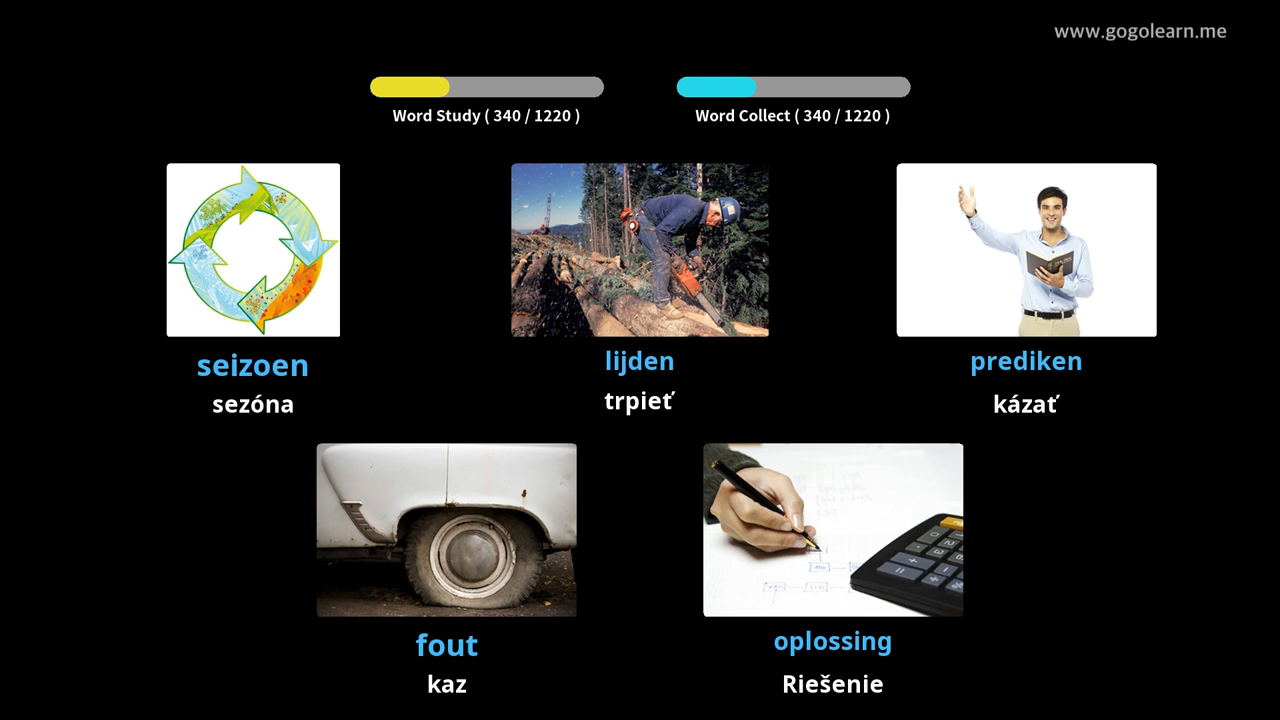 www.gogolearn.me
Word Study ( 340 / 1220 )
Word Collect ( 340 / 1220 )
seizoen
sezóna
lijden
trpieť
prediken
kázať
fout
kaz
oplossing
Riešenie